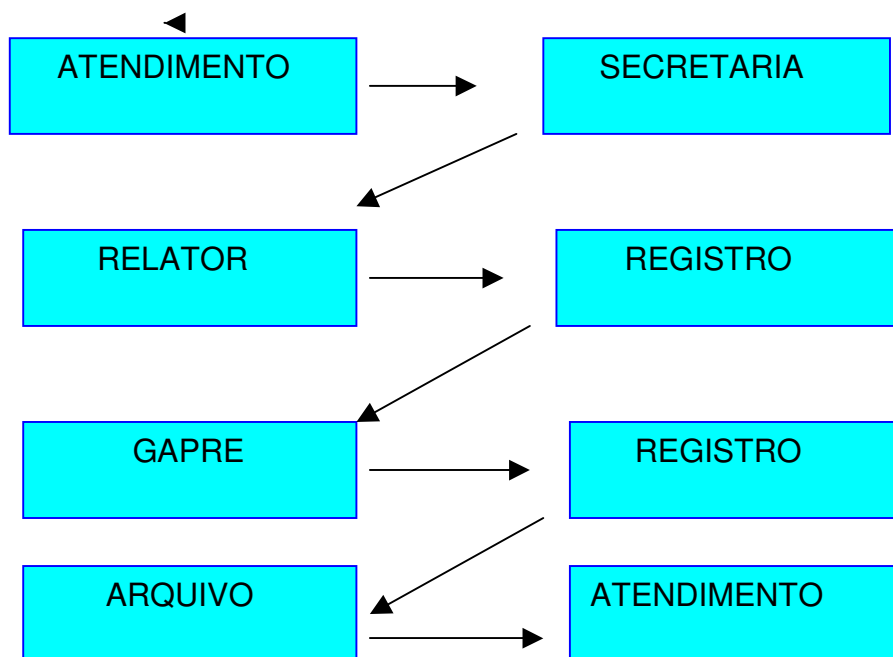 ATENDIMENTO
SECRETARIA
RELATOR
REGISTRO
GAPRE
REGISTRO
ARQUIVO
ATENDIMENTO